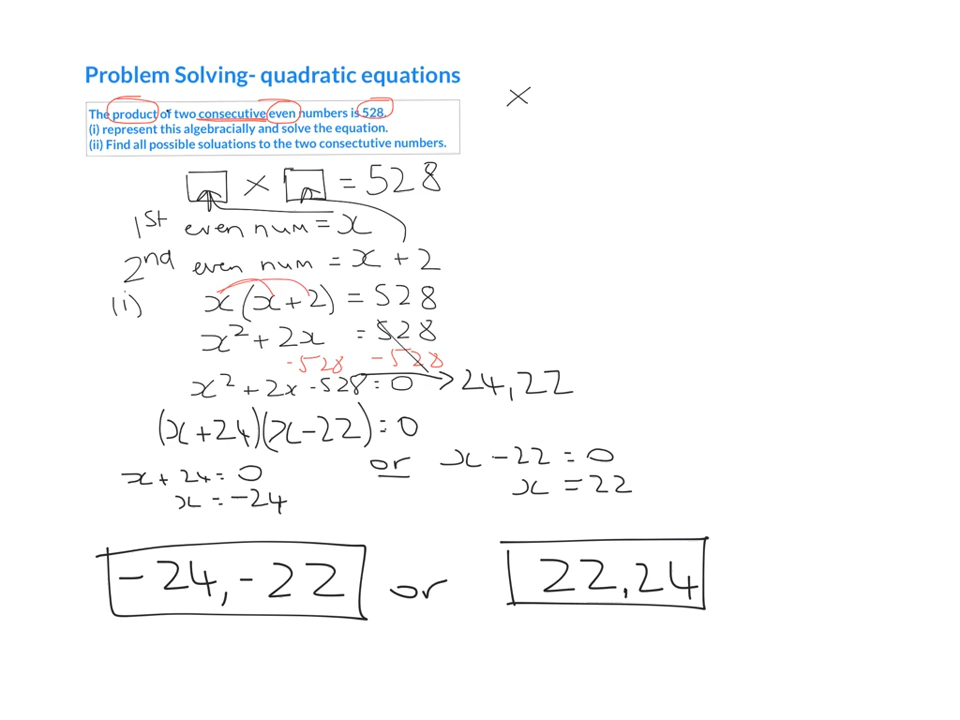 Problem Solving- quadratic equations
×
The product of two consecutive even numbers is 528.
(i) represent this algebracially and solve the equation.
(ii) Find all possible soluations to the two consectutive numbers.
× = 528
1st even num = x
2nd even num = x + 2
(i) x(x+2) = 528
x² + 2x = 528
-528 -528
x² + 2x -528 = 0 → 24, 22
(x+24)(x-22) = 0
x + 24 = 0 or x - 22 = 0
x = -24 x = 22
-24, -22 or 22, 24